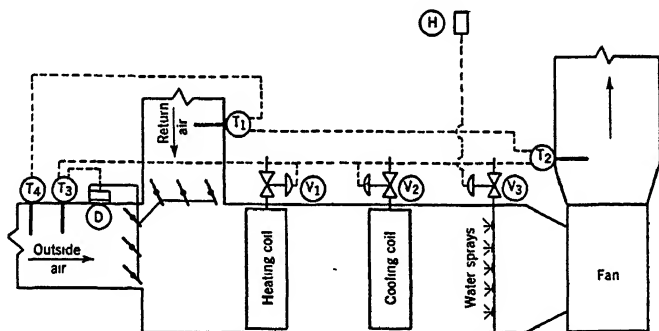 H
Return
air
T1
T2
T4
T3
V1
V2
V3
D
Outside
air
Heating coil
Cooling coil
Water sprays
Fan